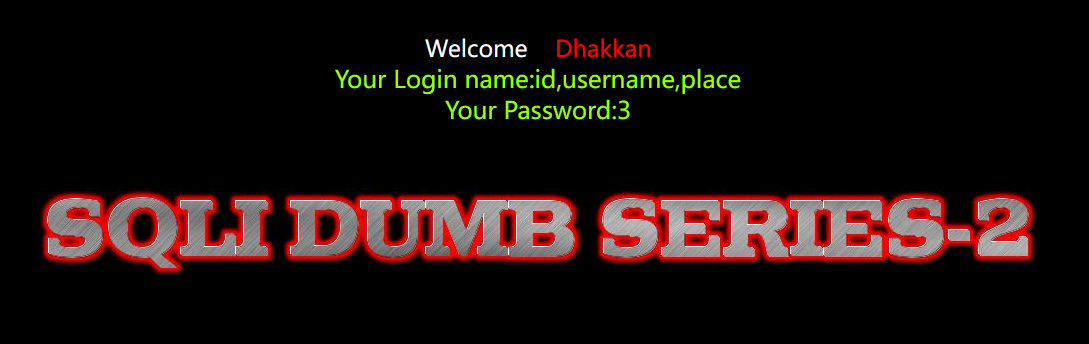 Welcome Dhakkan
Your Login name:id,username,place
Your Password:3
SQLI DUMB SERIES-2